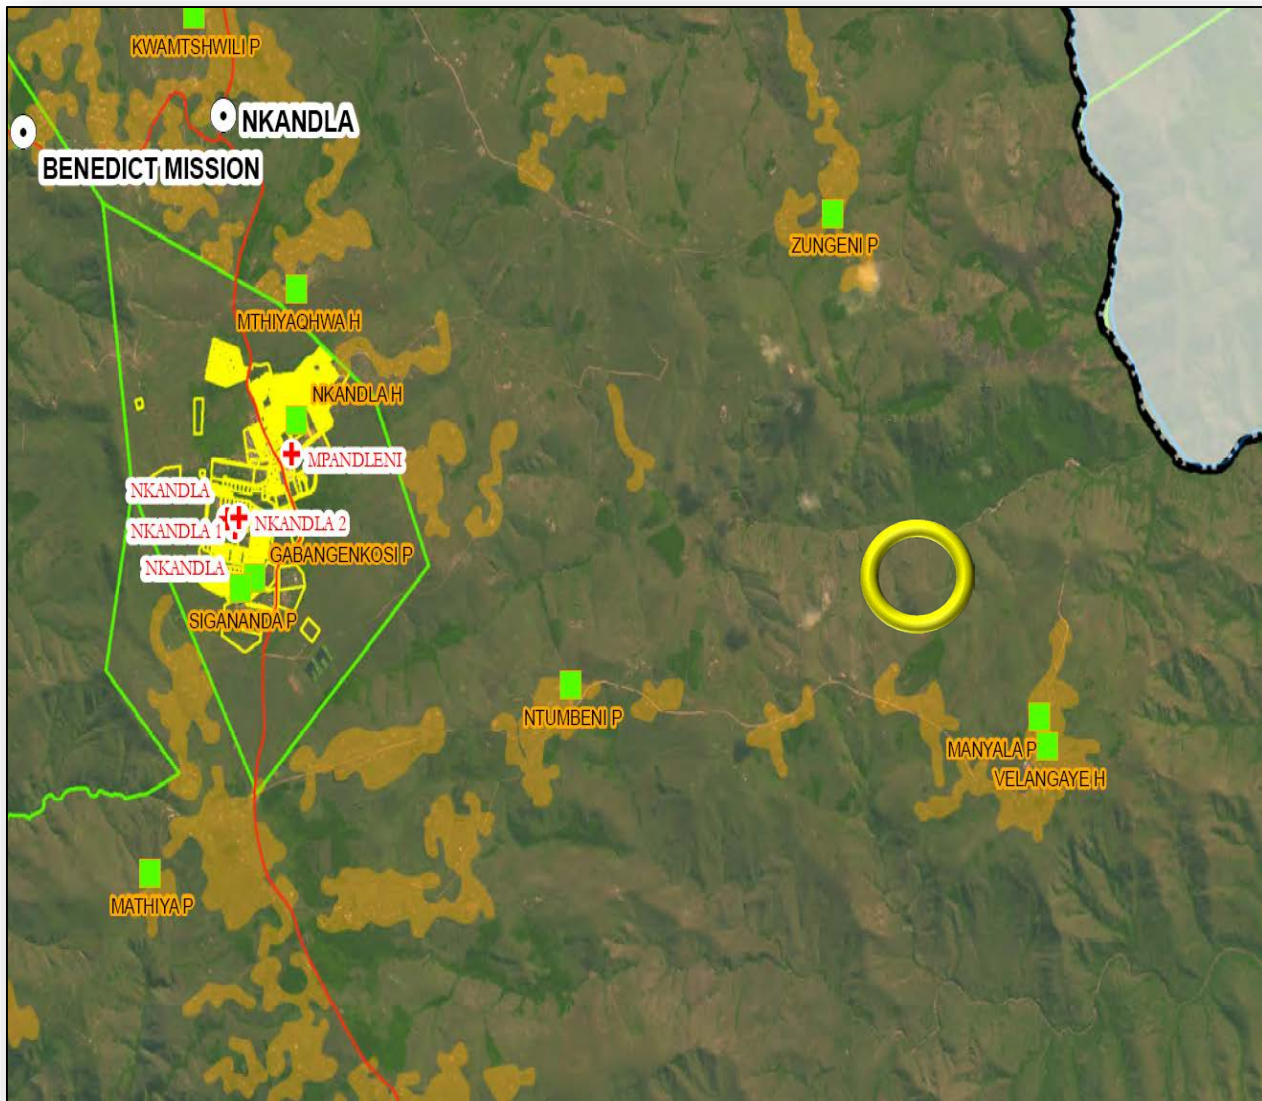 KWAMTSHWILI P
NKANDLA
BENEDICT MISSION
ZUNGENI P
MTHIYAQHWA H
NKANDLA H
MPANDLENI
NKANDLA
NKANDLA 1
NKANDLA 2
GABANGENKOSI P
NKANDLA
SIGANANDA P
NTUMBENI P
MANYALA P
VELANGAYE H
MATHIYA P